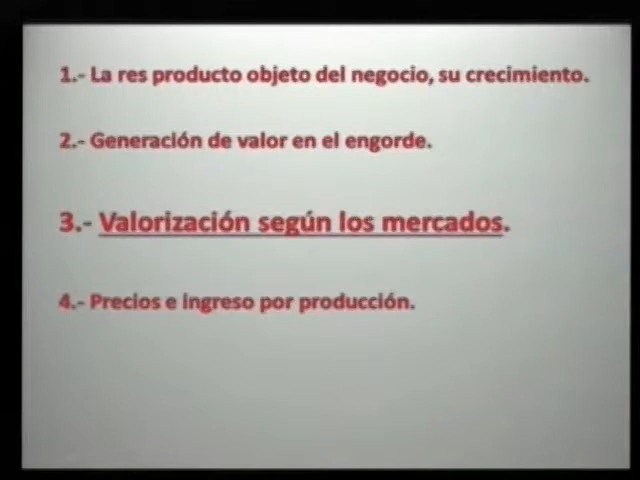 1.- La res producto objeto del negocio, su crecimiento.
2.- Generación de valor en el engorde.
3.- Valorización según los mercados.
4.- Precios e ingreso por producción.